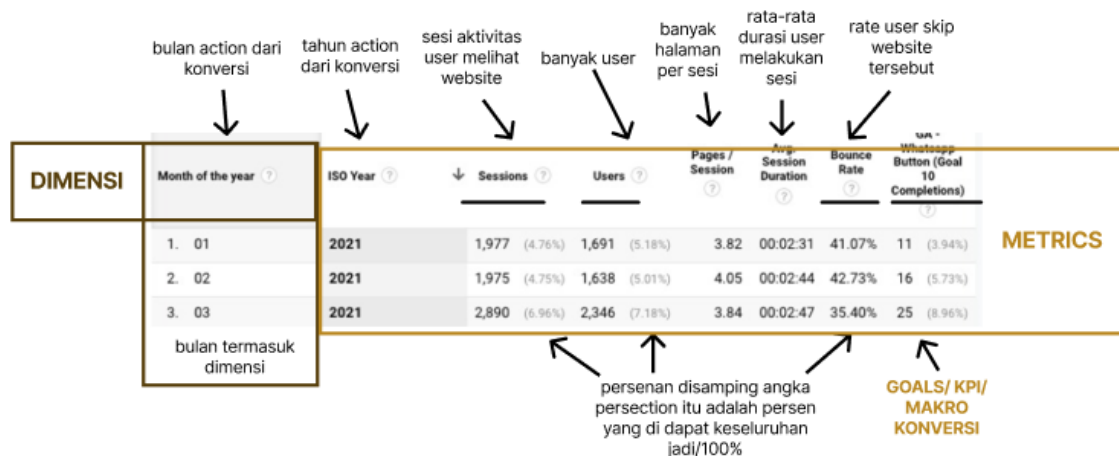 bulan action dari
konversi
tahun action
dari konversi
sesi aktivitas
user melihat
website
banyak user
banyak
halaman
per sesi
rata-rata
durasi user
melakukan
sesi
rate user skip
website
tersebut
DIMENSI
Month of the year ?
ISO Year ?
Sessions ?
Users ?
Pages /
Session
?
Avg.
Session
Duration
?
Bounce
Rate
?
GA -
Whatsapp
Button (Goal
10
Completions)
?
METRICS
1. 01 2021 1,977 (4.76%) 1,691 (5.18%) 3.82 00:02:31 41.07% 11 (3.94%)
2. 02 2021 1,975 (4.75%) 1,638 (5.01%) 4.05 00:02:44 42.73% 16 (5.73%)
3. 03 2021 2,890 (6.96%) 2,346 (7.18%) 3.84 00:02:47 35.40% 25 (8.96%)
bulan termasuk
dimensi
persenan disamping angka
persection itu adalah persen
yang di dapat keseluruhan
jadi/100%
GOALS/ KPI/
MAKRO
KONVERSI